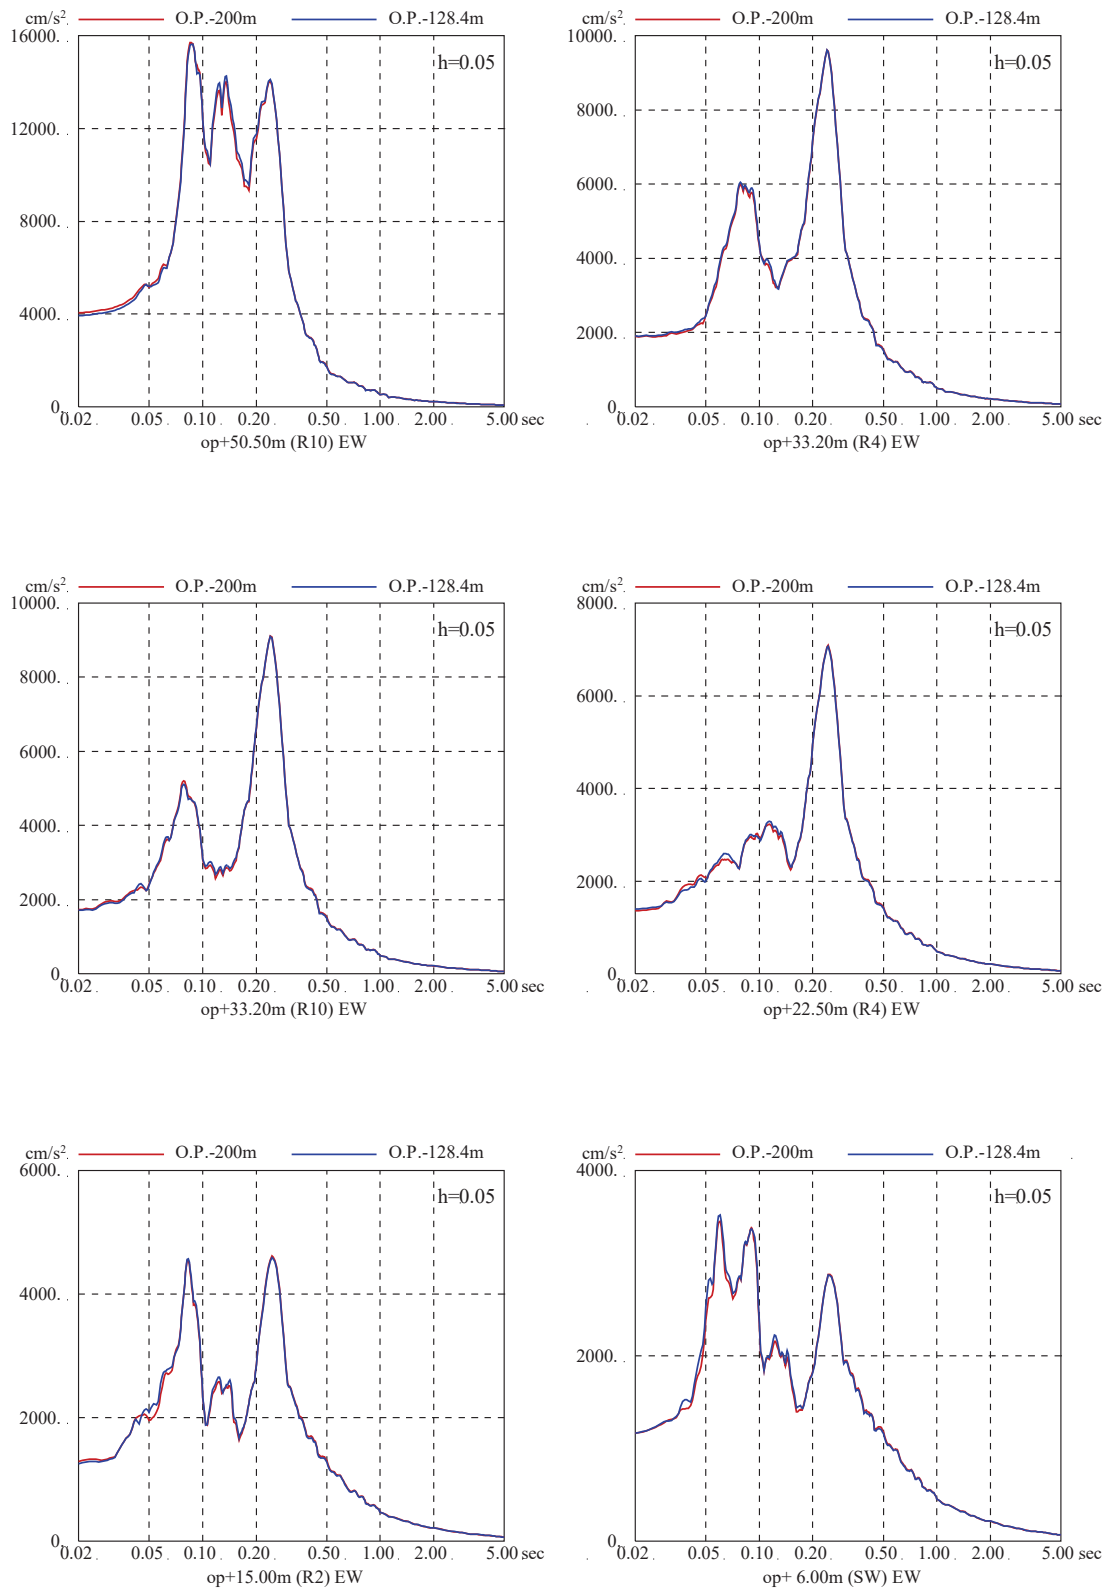 cm/s² O.P.-200m O.P.-128.4m
16000.
h=0.05
12000.
8000.
4000.
0.
0.02 0.05 0.10 0.20 0.50 1.00 2.00 5.00 sec
op+50.50m (R10) EW
cm/s² O.P.-200m O.P.-128.4m
10000.
h=0.05
8000.
6000.
4000.
2000.
0.
0.02 0.05 0.10 0.20 0.50 1.00 2.00 5.00 sec
op+33.20m (R4) EW
cm/s² O.P.-200m O.P.-128.4m
10000.
h=0.05
8000.
6000.
4000.
2000.
0.
0.02 0.05 0.10 0.20 0.50 1.00 2.00 5.00 sec
op+33.20m (R10) EW
cm/s² O.P.-200m O.P.-128.4m
8000.
h=0.05
6000.
4000.
2000.
0.
0.02 0.05 0.10 0.20 0.50 1.00 2.00 5.00 sec
op+22.50m (R4) EW
cm/s² O.P.-200m O.P.-128.4m
6000.
h=0.05
4000.
2000.
0.
0.02 0.05 0.10 0.20 0.50 1.00 2.00 5.00 sec
op+15.00m (R2) EW
cm/s² O.P.-200m O.P.-128.4m
4000.
h=0.05
2000.
0.
0.02 0.05 0.10 0.20 0.50 1.00 2.00 5.00 sec
op+ 6.00m (SW) EW